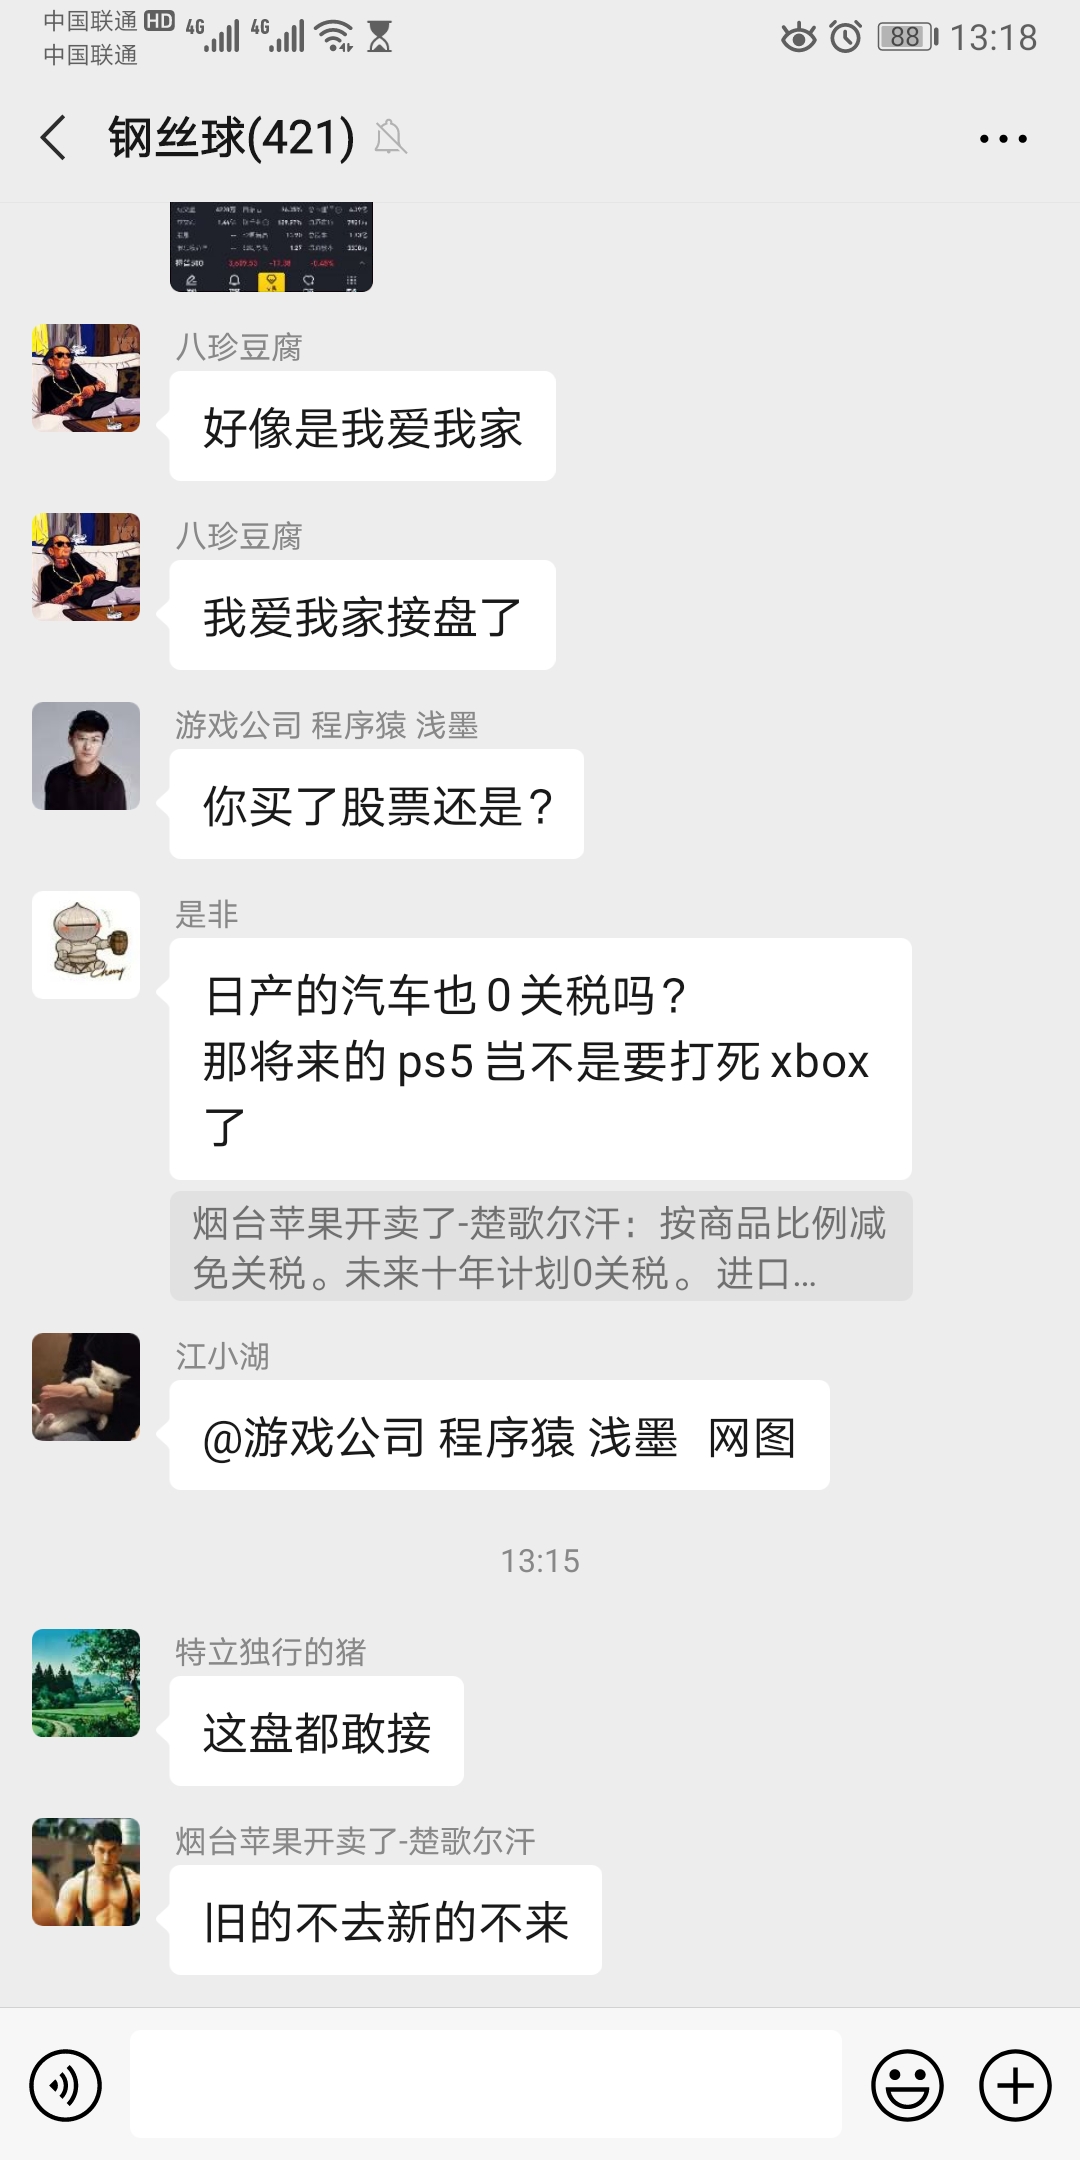 中国联通 HD 4G 4G 88 13:18
中国联通
钢丝球(421)
八珍豆腐
好像是我爱我家
八珍豆腐
我爱我家接盘了
游戏公司 程序猿 浅墨
你买了股票还是？
是非
日产的汽车也0关税吗？
那将来的ps5岂不是要打死xbox
了
烟台苹果开卖了-楚歌尔汗：按商品比例减
免关税。未来十年计划0关税。进口...
江小湖
@游戏公司 程序猿 浅墨 网图
13:15
特立独行的猪
这盘都敢接
烟台苹果开卖了-楚歌尔汗
旧的不去新的不来